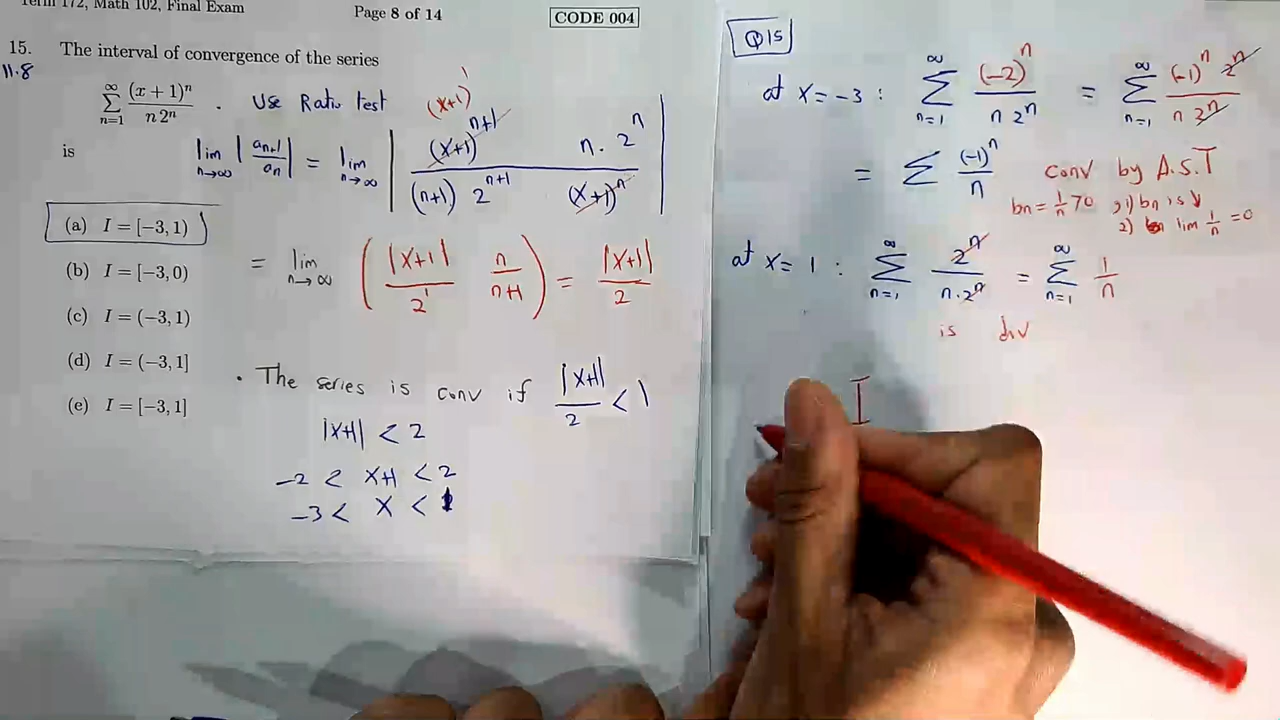 Term 172, Math 102, Final Exam
Page 8 of 14
CODE 004
15. The interval of convergence of the series
11.8
∑_{n=1}^{∞} (x + 1)^n / (n 2^n) . Use Ratio test
is
lim_{n→∞} |a_{n+1} / a_n| = lim_{n→∞} | (x+1)^{n+1} n · 2^n / ((n+1) 2^{n+1} (x+1)^n) |
(x+1)^1
(a) I = [−3, 1)
(b) I = [−3, 0)
(c) I = (−3, 1)
(d) I = (−3, 1]
(e) I = [−3, 1]
= lim_{n→∞} ( |x+1| / 2^1 n / n+1 ) = |x+1| / 2
• The series is conv if |x+1| / 2 < 1
|x+1| < 2
−2 < x+1 < 2
−3 < x < 1
Q15
at x = −3 : ∑_{n=1}^{∞} (−2)^n / (n 2^n) = ∑_{n=1}^{∞} (−1)^n 2^n / (n 2^n)
= ∑ (−1)^n / n conv by A.S.T
bn = 1/n >0 , 1) bn is ↓
2) lim 1/n = 0
at x = 1 : ∑_{n=1}^{∞} 2^n / (n · 2^n) = ∑_{n=1}^{∞} 1/n
is div
I